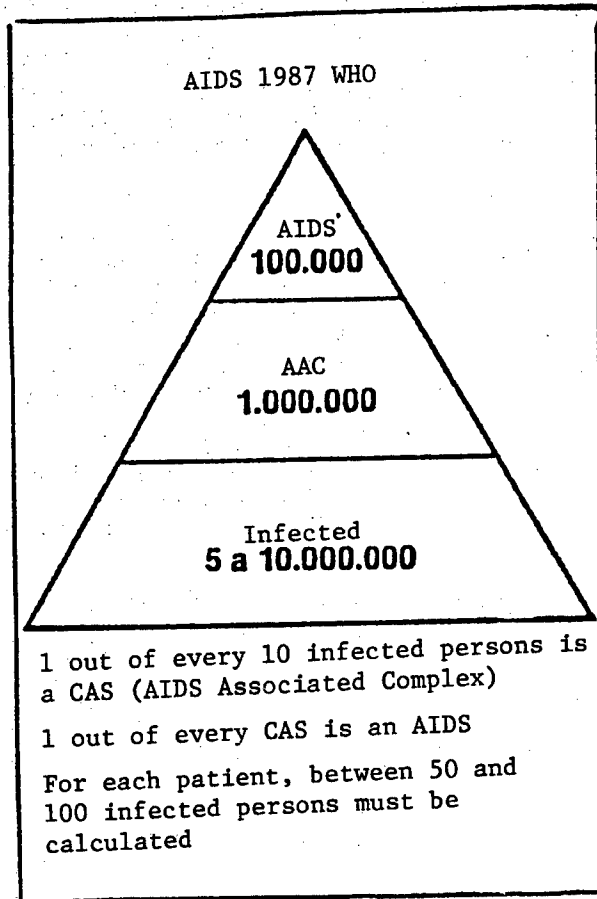 AIDS 1987 WHO
AIDS
100.000
AAC
1.000.000
Infected
5 a 10.000.000
1 out of every 10 infected persons is
a CAS (AIDS Associated Complex)
1 out of every CAS is an AIDS
For each patient, between 50 and
100 infected persons must be
calculated